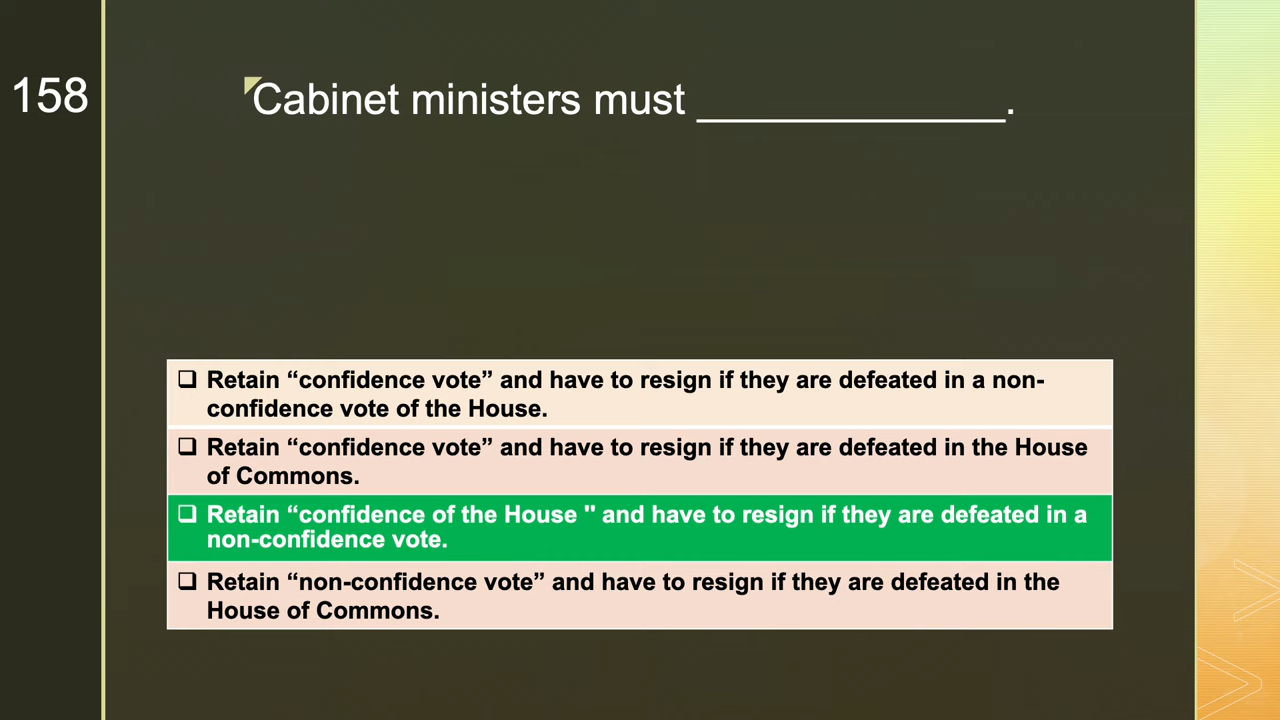 158
Cabinet ministers must _____________.
❑ Retain “confidence vote” and have to resign if they are defeated in a non-
confidence vote of the House.
❑ Retain “confidence vote” and have to resign if they are defeated in the House
of Commons.
❑ Retain “confidence of the House " and have to resign if they are defeated in a
non-confidence vote.
❑ Retain “non-confidence vote” and have to resign if they are defeated in the
House of Commons.